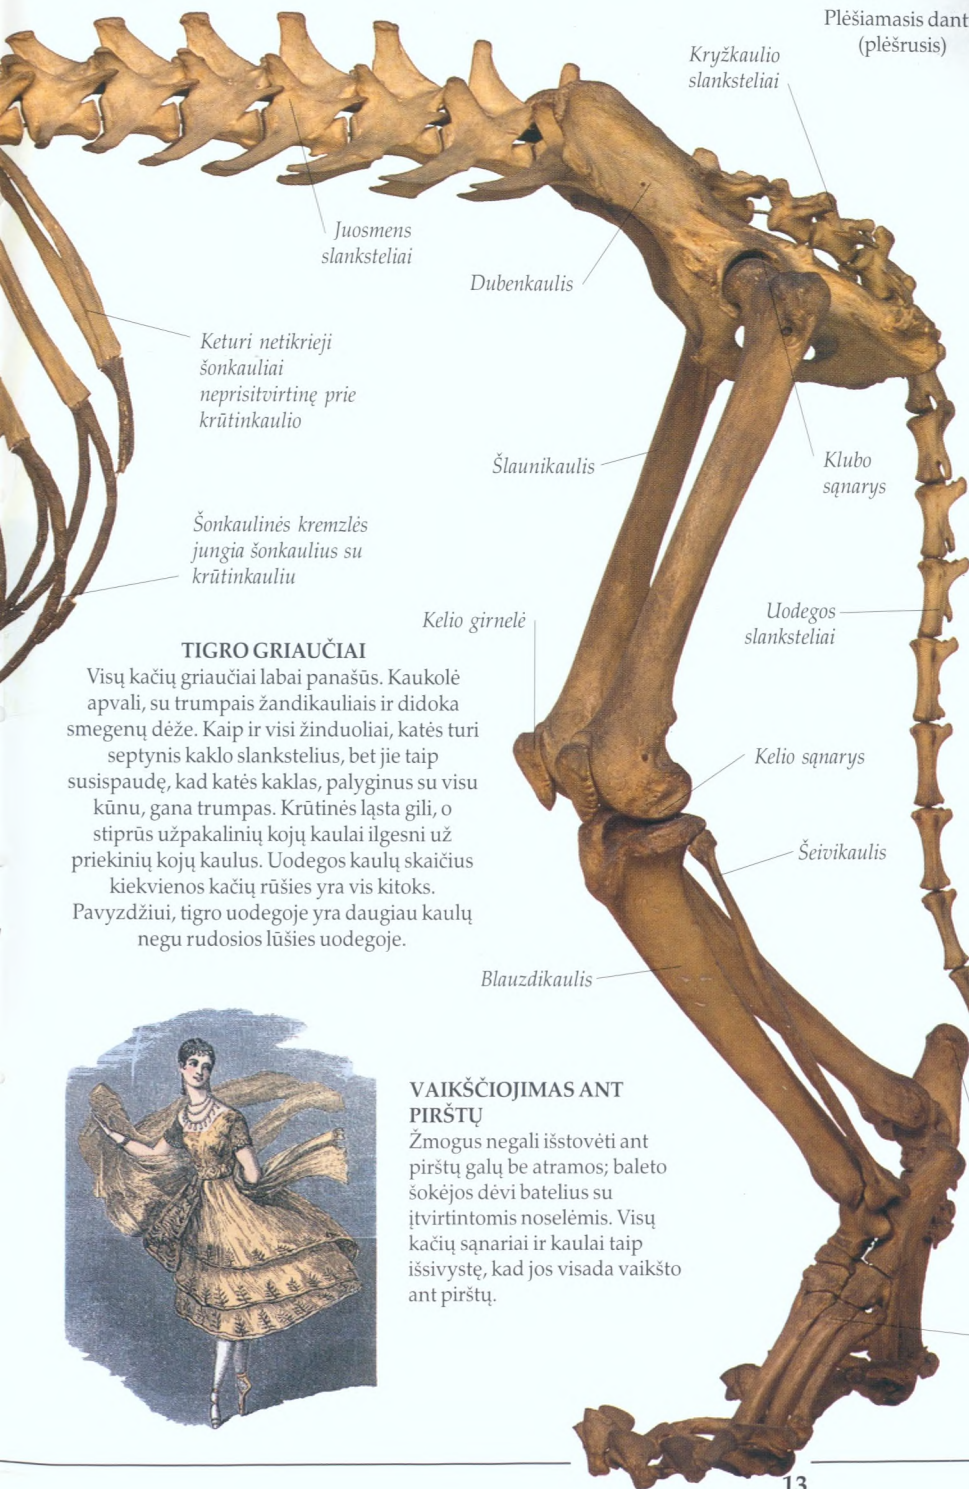 Plėšiamasis
(plėšrusis)
Kryžkaulio
slanksteliai
Juosmens
slanksteliai
Dubenkaulis
Keturi netikrieji
šonkauliai
neprisitvirtinę prie
krūtinkaulio
Šlaunikaulis
Klubo
sąnarys
Šonkaulinės kremzlės
jungia šonkaulius su
krūtinkauliu
Kelio girnelė
Uodegos
slanksteliai
TIGRO GRIAUČIAI
Visų kačių griaučiai labai panašūs. Kaukolė
apvali, su trumpais žandikauliais ir didoka
smegenų dėže. Kaip ir visi žinduoliai, katės turi
septynis kaklo slankstelius, bet jie taip
susispaudę, kad katės kaklas, palyginus su visu
kūnu, gana trumpas. Krūtinės ląsta gili, o
stiprūs užpakalinių kojų kaulai ilgesni už
priekinių kojų kaulus. Uodegos kaulų skaičius
kiekvienos kačių rūšies yra vis kitoks.
Pavyzdžiui, tigro uodegoje yra daugiau kaulų
negu rudosios lūšies uodegoje.
Kelio sąnarys
Šeivikaulis
Blauzdikaulis
VAIKŠČIOJIMAS ANT
PIRŠTŲ
Žmogus negali išstovėti ant
pirštų galų be atramos; baleto
šokėjos dėvi batelius su
įtvirtintomis noselėmis. Visų
kačių sąnariai ir kaulai taip
išsivystę, kad jos visada vaikšto
ant pirštų.
13